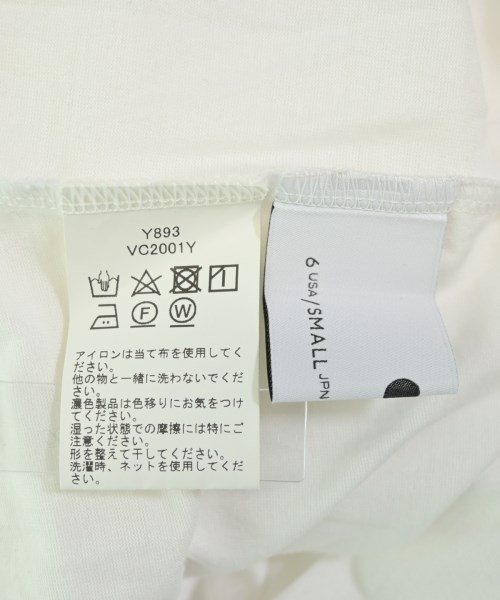 Y893
VC2001Y
F
W
アイロンは当て布を使用してく
ださい。
他の物と一緒に洗わないでくだ
さい。
濃色製品は色移りにお気をつけ
てください。
湿った状態での摩擦には特にご
注意ください。
形を整えて干してください。
洗濯時、ネットを使用してくだ
さい。
6 USA/SMALL JPN